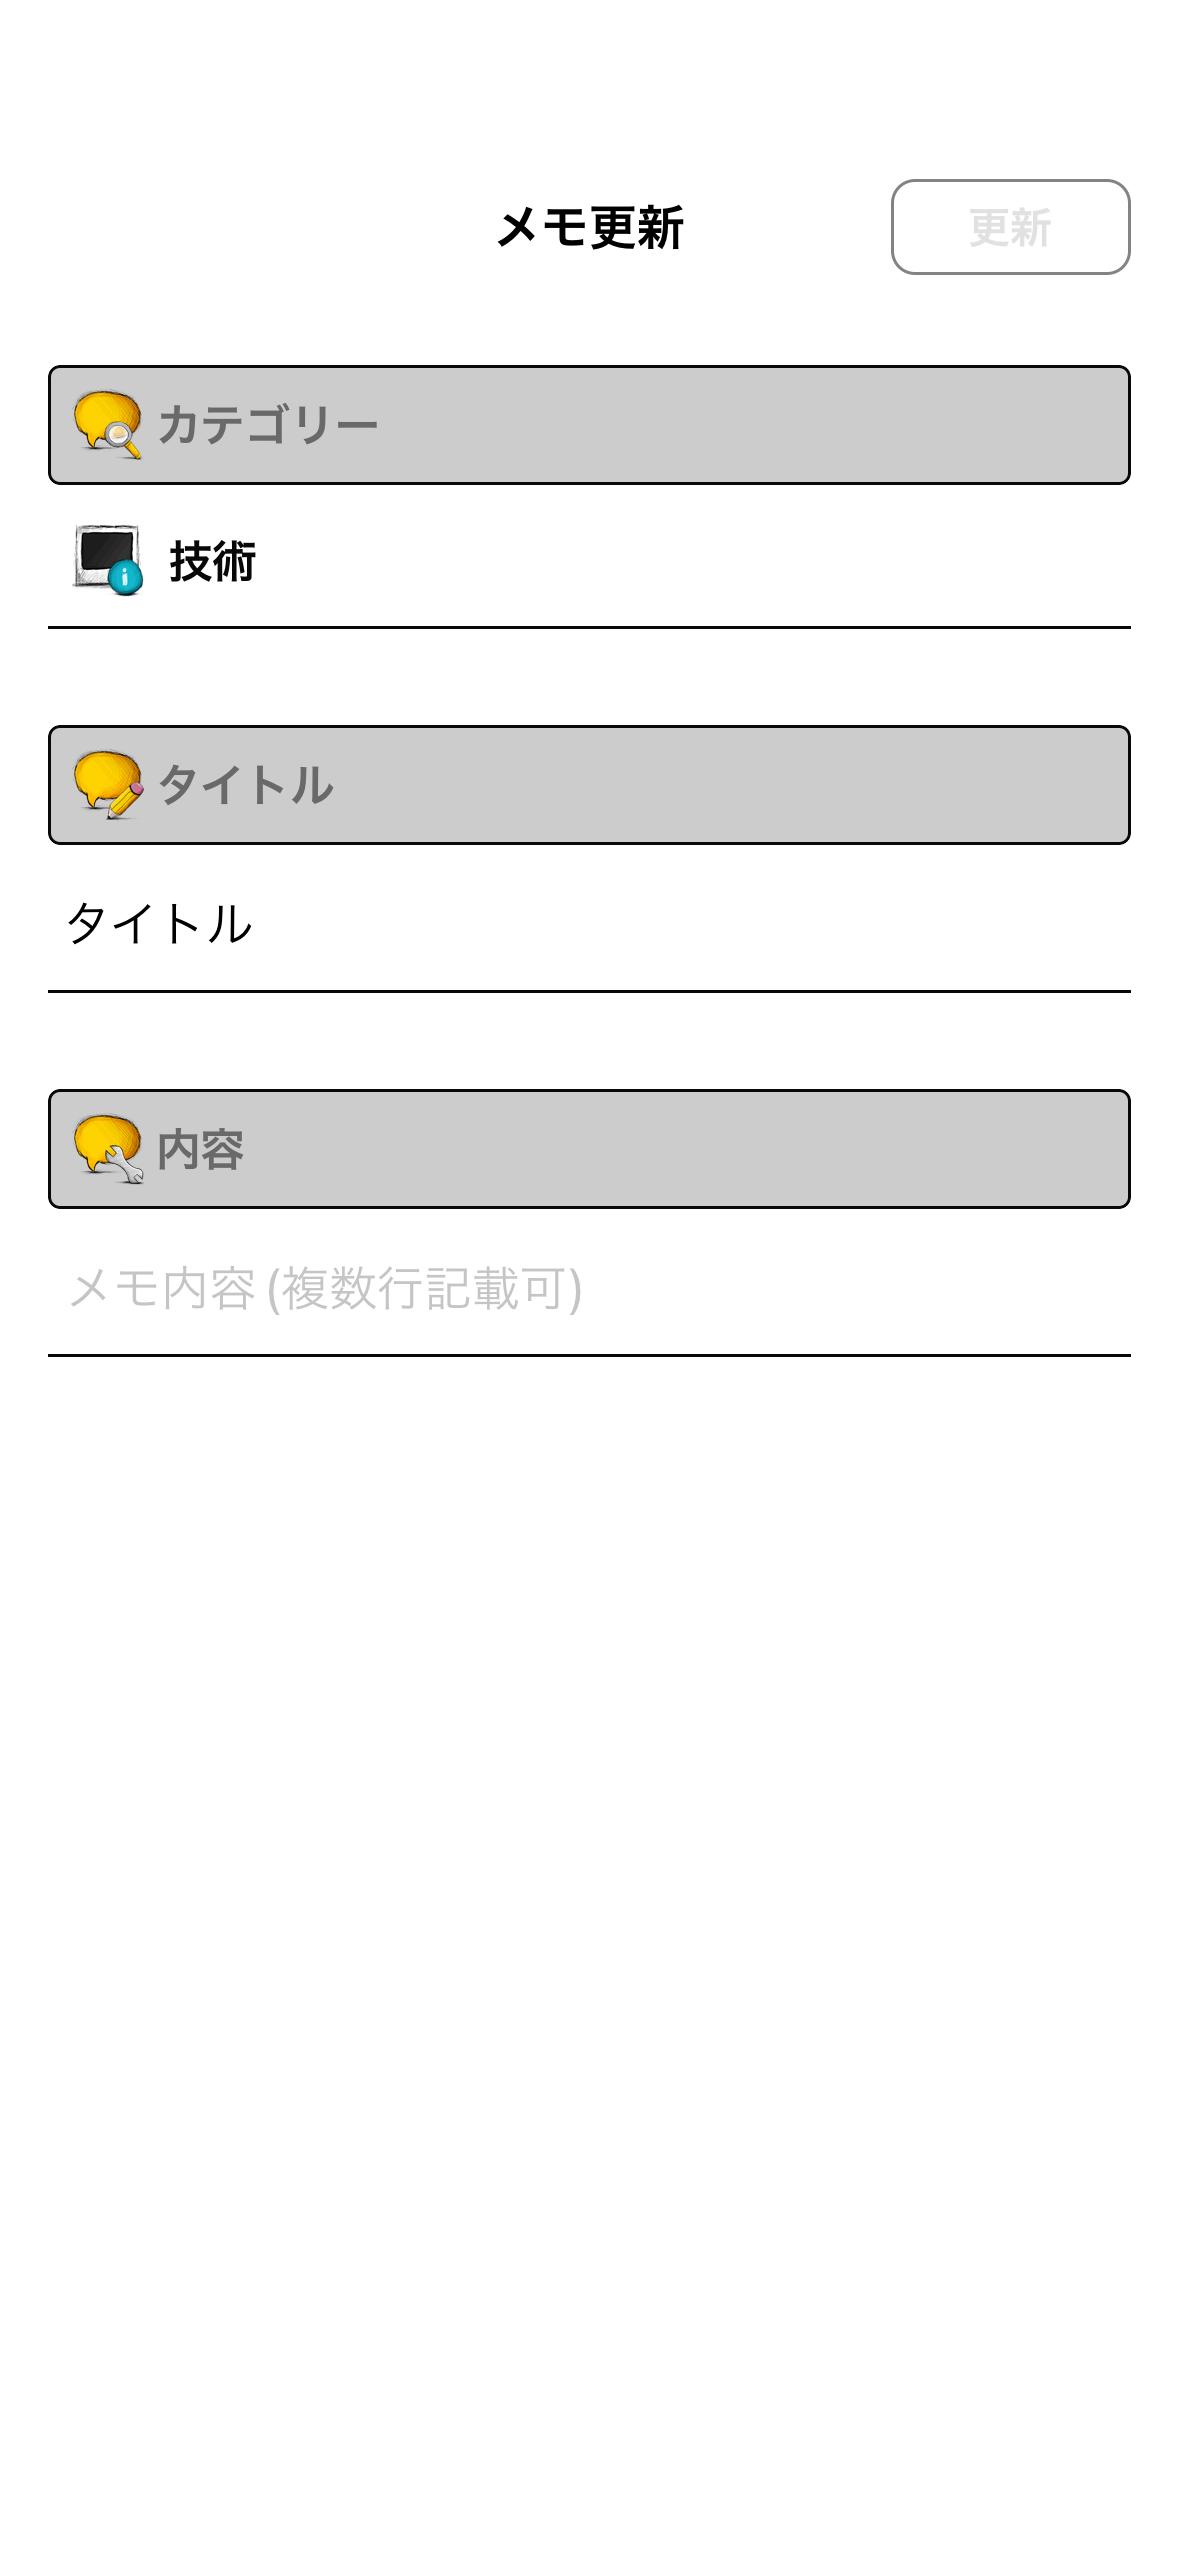 メモ更新
更新
カテゴリー
技術
タイトル
タイトル
内容
メモ内容 (複数行記載可)